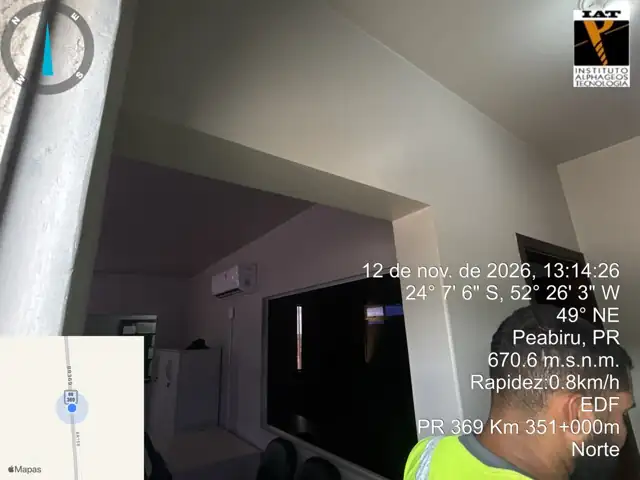 IAT
INSTITUTO
ALPHAGEOS
TECNOLOGIA
N
E
S
12 de nov. de 2026, 13:14:26
24° 7' 6" S, 52° 26' 3" W
49° NE
Peabiru, PR
670.6 m.s.n.m.
Rapidez:0.8km/h
EDF
PR 369 Km 351+000m
Norte
369
Mapas